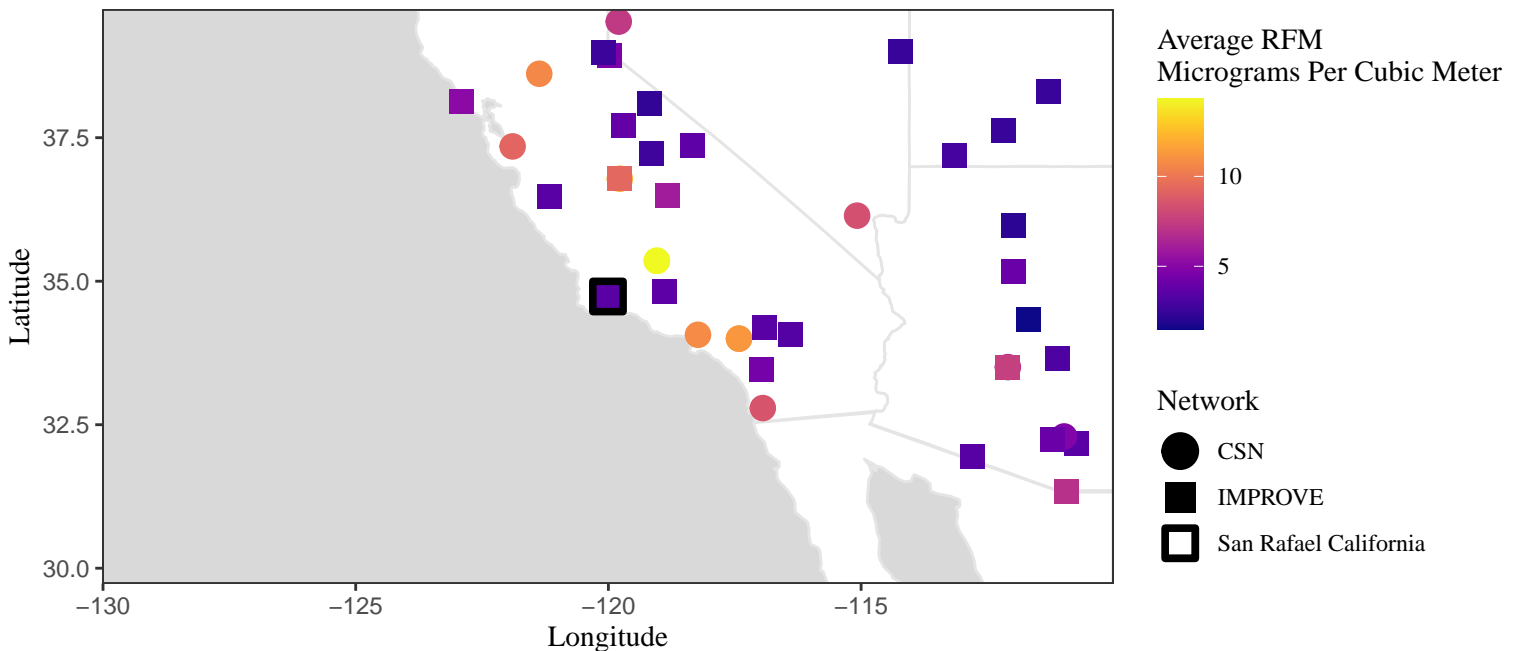 Average RFM
Micrograms Per Cubic Meter
10
5
Network
CSN
IMPROVE
San Rafael California
Latitude
37.5
35.0
32.5
30.0
−130
−125
−120
−115
Longitude